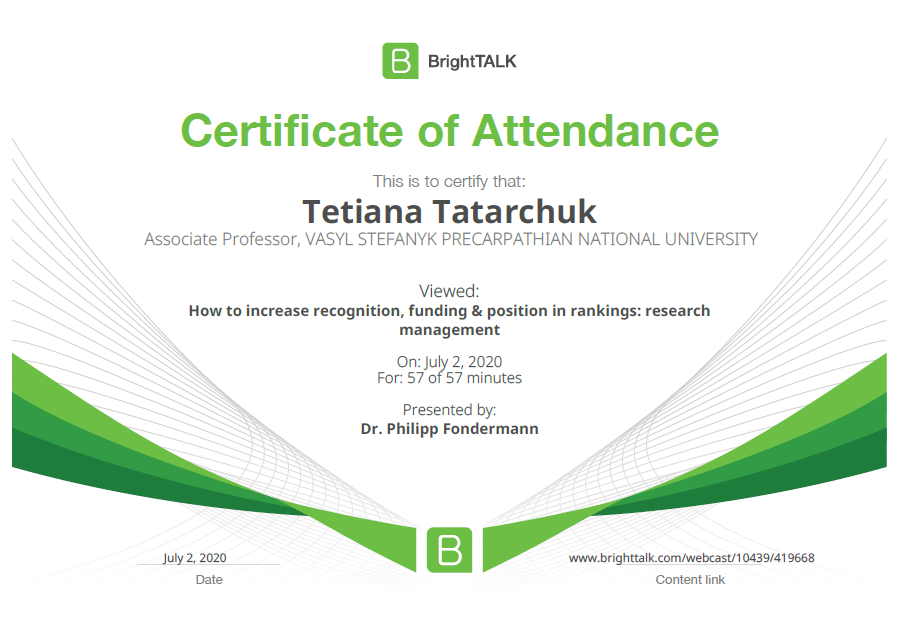 BrightTALK
Certificate of Attendance
This is to certify that:
Tetiana Tatarchuk
Associate Professor, VASYL STEFANYK PRECARPATHIAN NATIONAL UNIVERSITY
Viewed:
How to increase recognition, funding & position in rankings: research
management
On: July 2, 2020
For: 57 of 57 minutes
Presented by:
Dr. Philipp Fondermann
July 2, 2020
Date
www.brighttalk.com/webcast/10439/419668
Content link